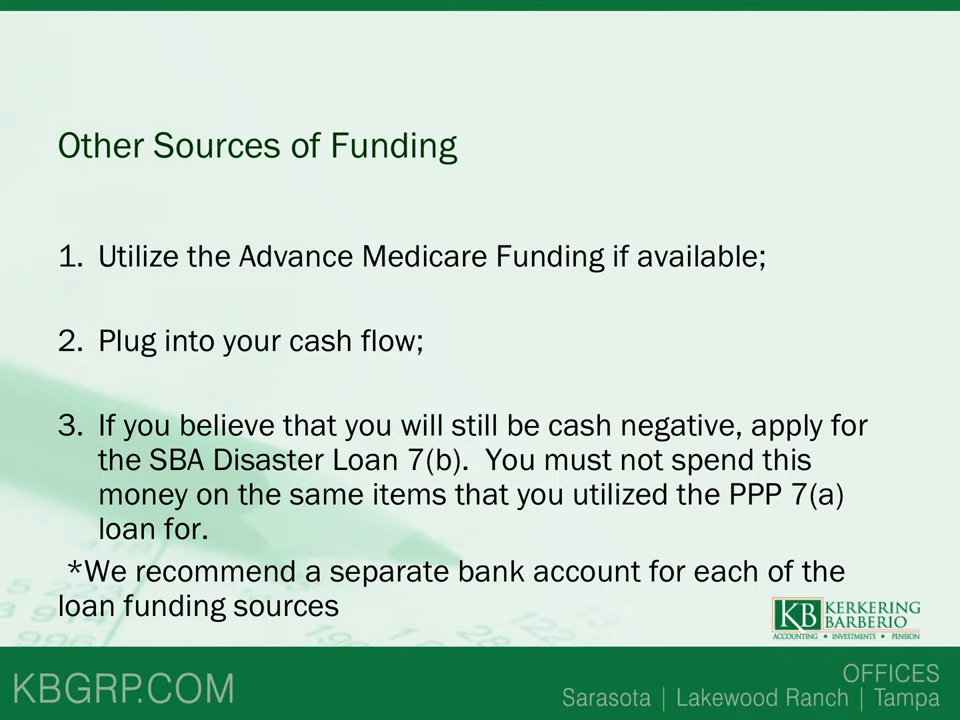 Other Sources of Funding
1. Utilize the Advance Medicare Funding if available;
2. Plug into your cash flow;
3. If you believe that you will still be cash negative, apply for
the SBA Disaster Loan 7(b). You must not spend this
money on the same items that you utilized the PPP 7(a)
loan for.
*We recommend a separate bank account for each of the
loan funding sources
KB KERKERING
BARBERIO
ACCOUNTING • INVESTMENTS • PENSION
KBGRP.COM
OFFICES
Sarasota | Lakewood Ranch | Tampa